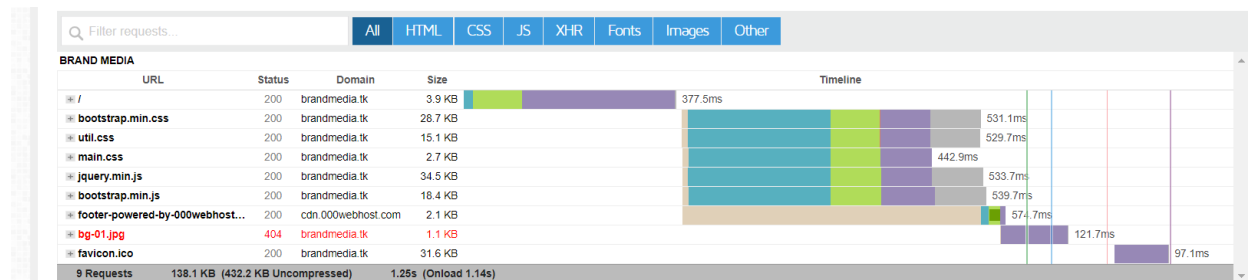 Filter requests... All HTML CSS JS XHR Fonts Images Other
BRAND MEDIA
URL Status Domain Size Timeline
/ 200 brandmedia.tk 3.9 KB 377.5ms
bootstrap.min.css 200 brandmedia.tk 28.7 KB 531.1ms
util.css 200 brandmedia.tk 15.1 KB 529.7ms
main.css 200 brandmedia.tk 2.7 KB 442.9ms
jquery.min.js 200 brandmedia.tk 34.5 KB 533.7ms
bootstrap.min.js 200 brandmedia.tk 18.4 KB 539.7ms
footer-powered-by-000webhost... 200 cdn.000webhost.com 2.1 KB 574.7ms
bg-01.jpg 404 brandmedia.tk 1.1 KB 121.7ms
favicon.ico 200 brandmedia.tk 31.6 KB 97.1ms
9 Requests 138.1 KB (432.2 KB Uncompressed) 1.25s (Onload 1.14s)